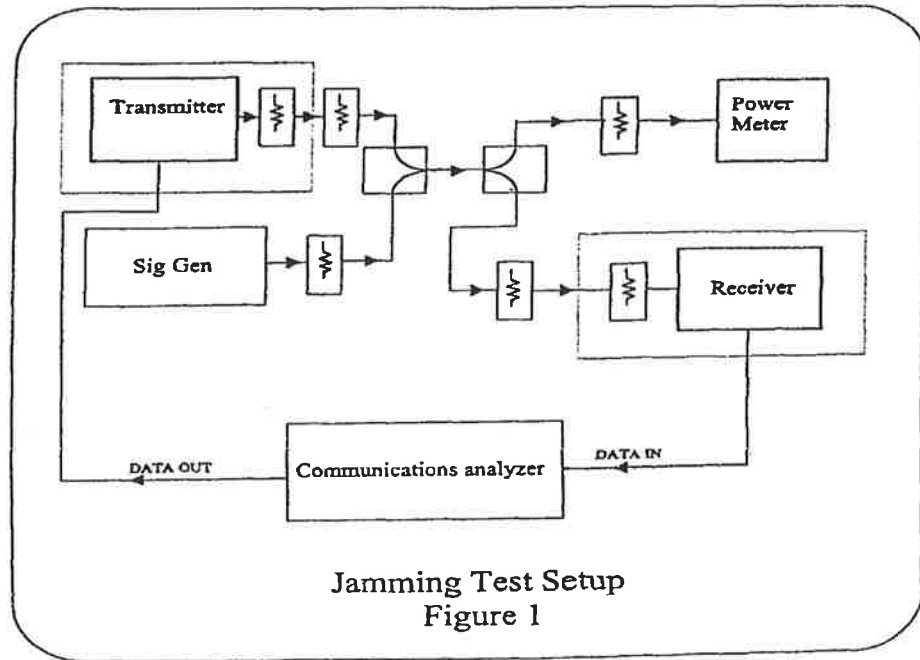 Transmitter
Power
Meter
Sig Gen
Receiver
DATA OUT
Communications analyzer
DATA IN
Jamming Test Setup
Figure 1